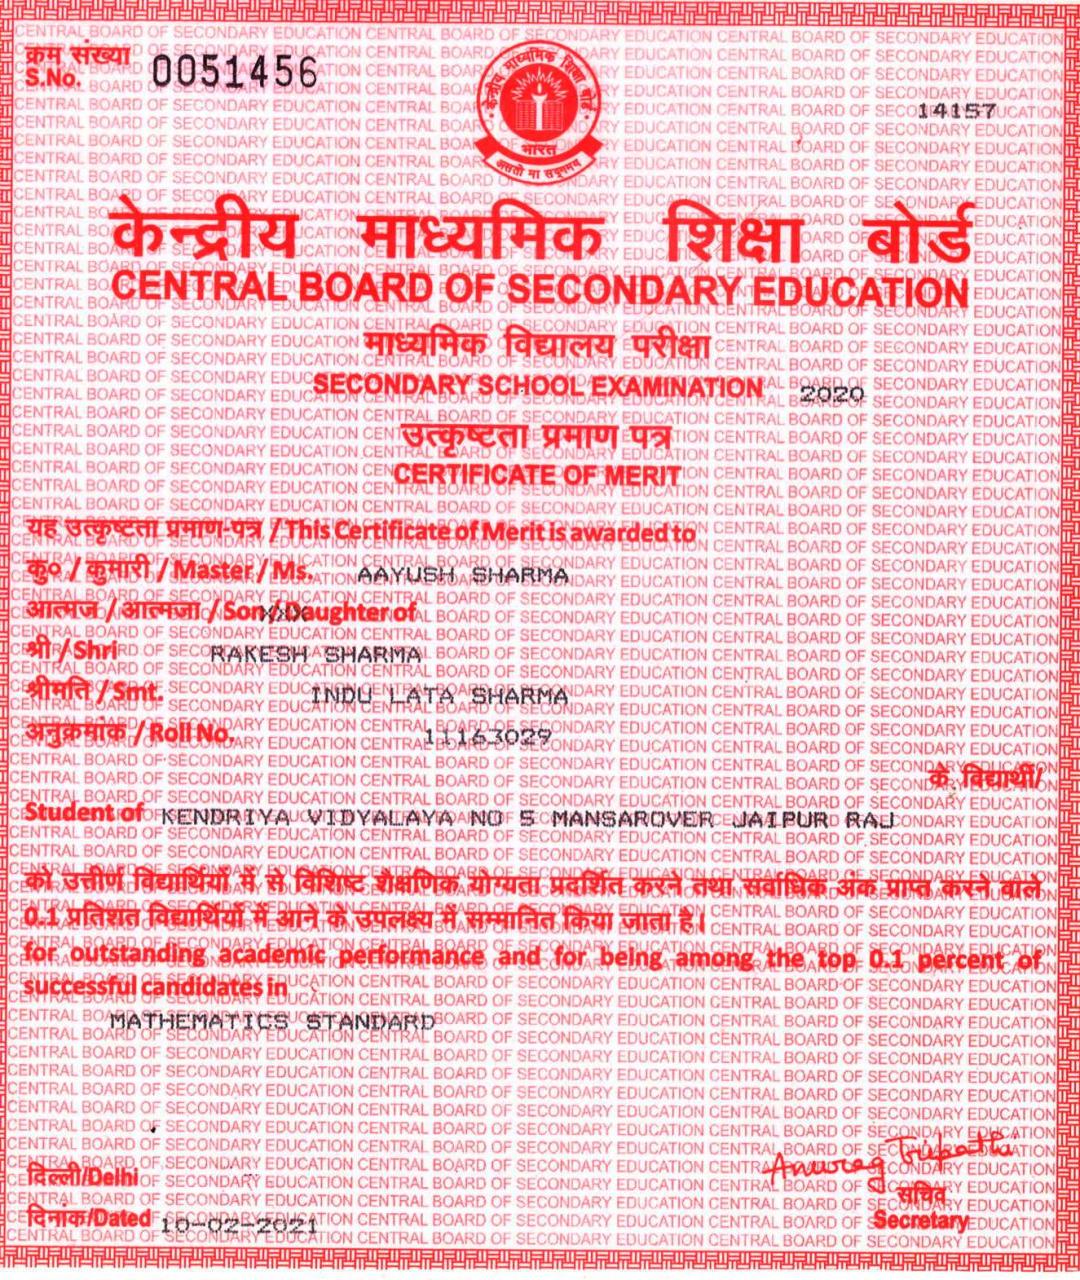 क्रम संख्या
S.No. 0051456
14157
केन्द्रीय माध्यमिक शिक्षा बोर्ड
भारत
असतो मा सद्गमय
केन्द्रीय माध्यमिक शिक्षा बोर्ड
CENTRAL BOARD OF SECONDARY EDUCATION
माध्यमिक विद्यालय परीक्षा
SECONDARY SCHOOL EXAMINATION 2020
उत्कृष्टता प्रमाण पत्र
CERTIFICATE OF MERIT
यह उत्कृष्टता प्रमाण-पत्र / This Certificate of Merit is awarded to
कु० / कुमारी / Master / Ms. AAYUSH SHARMA
आत्मज / आत्मजा / Son / Daughter of
श्री / Shri RAKESH SHARMA
श्रीमति / Smt. INDU LATA SHARMA
अनुक्रमांक / Roll No. 11163029
के विद्यार्थी/
Student of KENDRIYA VIDYALAYA NO 5 MANSAROVER JAIPUR RAJ
को उत्तीर्ण विद्यार्थियों में से विशिष्ट शैक्षणिक योग्यता प्रदर्शित करने तथा सर्वाधिक अंक प्राप्त करने वाले
0.1 प्रतिशत विद्यार्थियों में आने के उपलक्ष्य में सम्मानित किया जाता है।
for outstanding academic performance and for being among the top 0.1 percent of
successful candidates in
MATHEMATICS STANDARD
Anurag Tripathi
दिल्ली/Delhi
सचिव
दिनांक/Dated 10-02-2021
Secretary